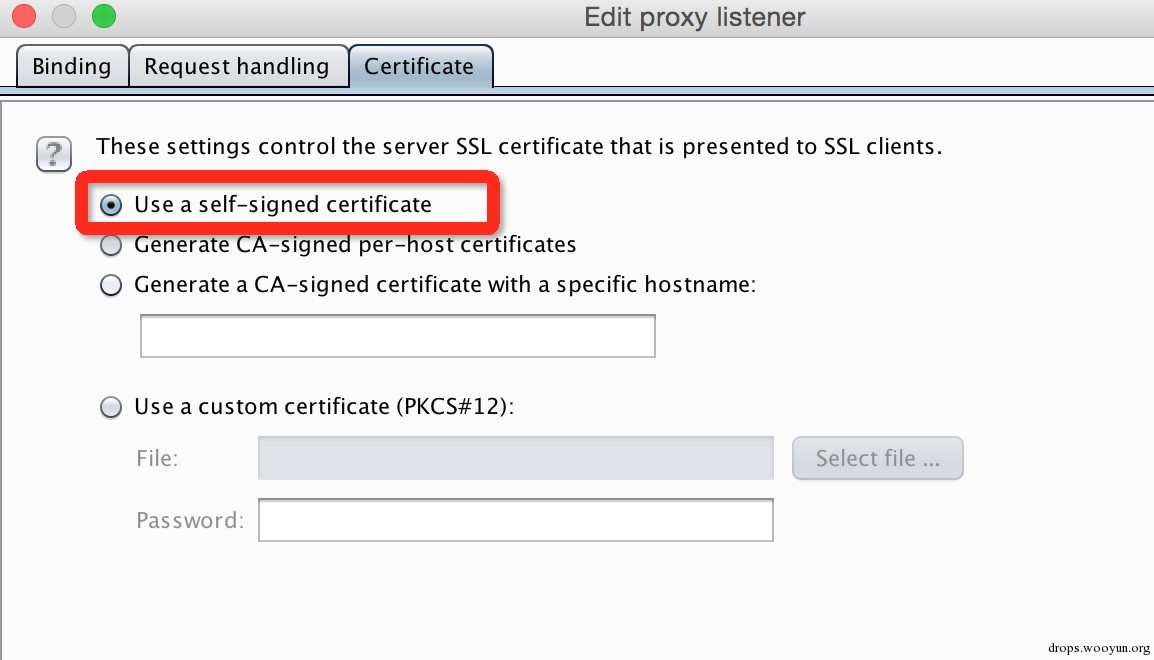 Edit proxy listener
Binding Request handling Certificate
? These settings control the server SSL certificate that is presented to SSL clients.
Use a self-signed certificate
Generate CA-signed per-host certificates
Generate a CA-signed certificate with a specific hostname:
Use a custom certificate (PKCS#12):
File: Select file ...
Password:
drops.wooyun.org